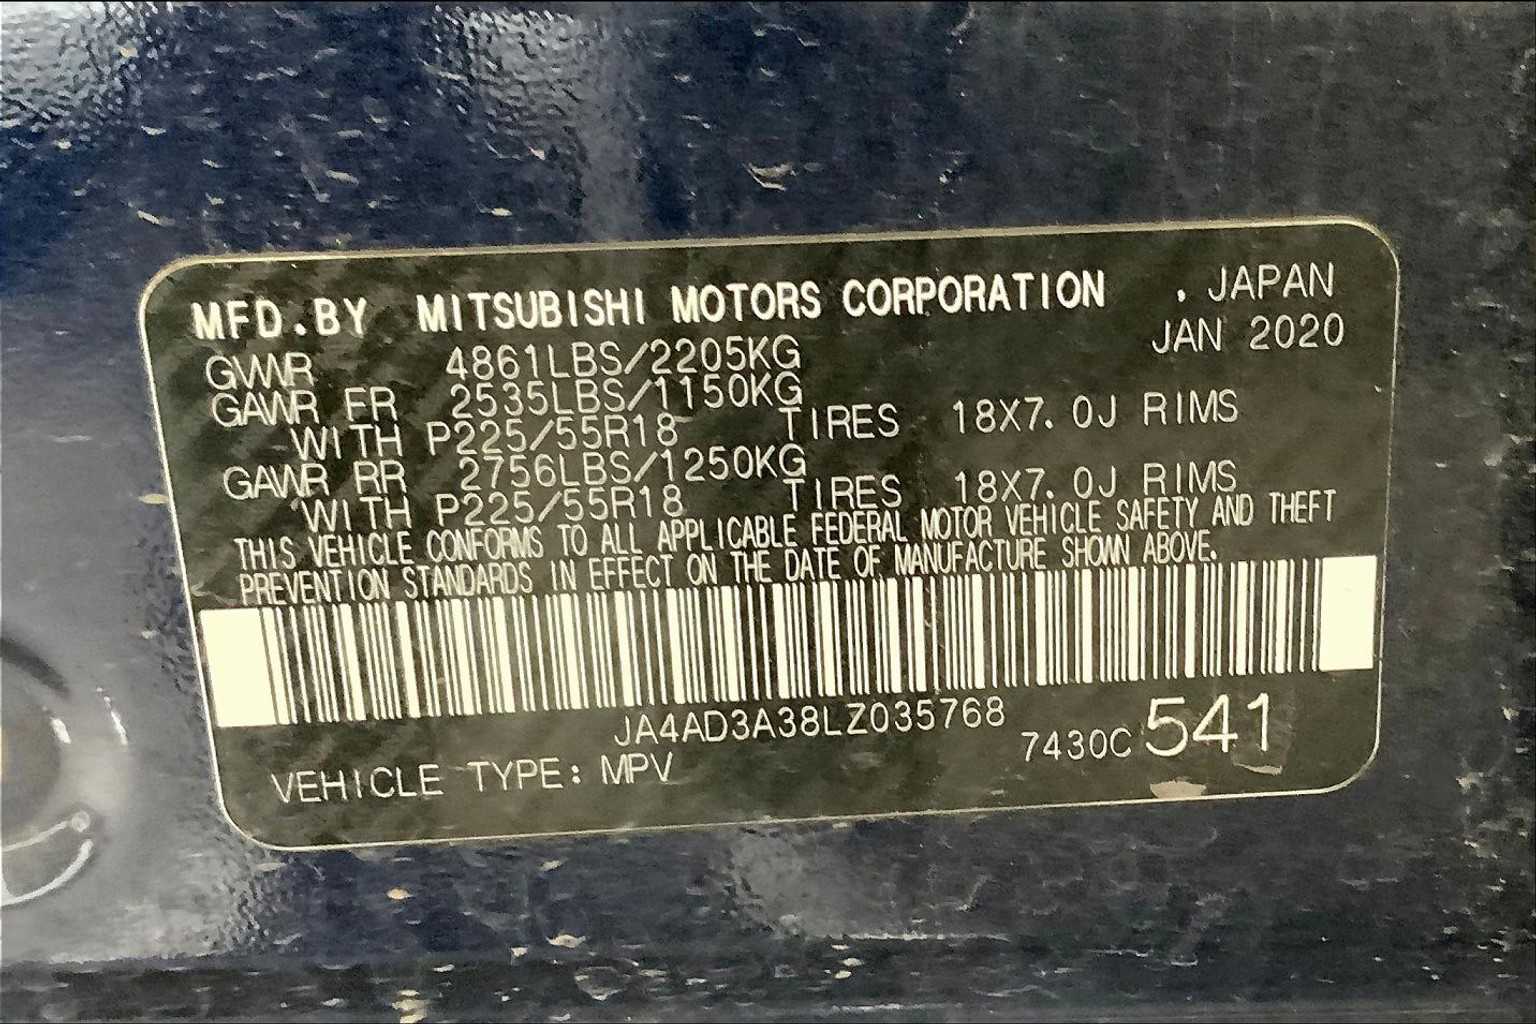 MFD.BY MITSUBISHI MOTORS CORPORATION . JAPAN
JAN 2020
GVWR 4861LBS/2205KG
GAWR FR 2535LBS/1150KG
WITH P225/55R18 TIRES 18X7.0J RIMS
GAWR RR 2756LBS/1250KG
WITH P225/55R18 TIRES 18X7.0J RIMS
THIS VEHICLE CONFORMS TO ALL APPLICABLE FEDERAL MOTOR VEHICLE SAFETY AND THEFT
PREVENTION STANDARDS IN EFFECT ON THE DATE OF MANUFACTURE SHOWN ABOVE.
JA4AD3A38LZ035768
7430C 541
VEHICLE TYPE: MPV